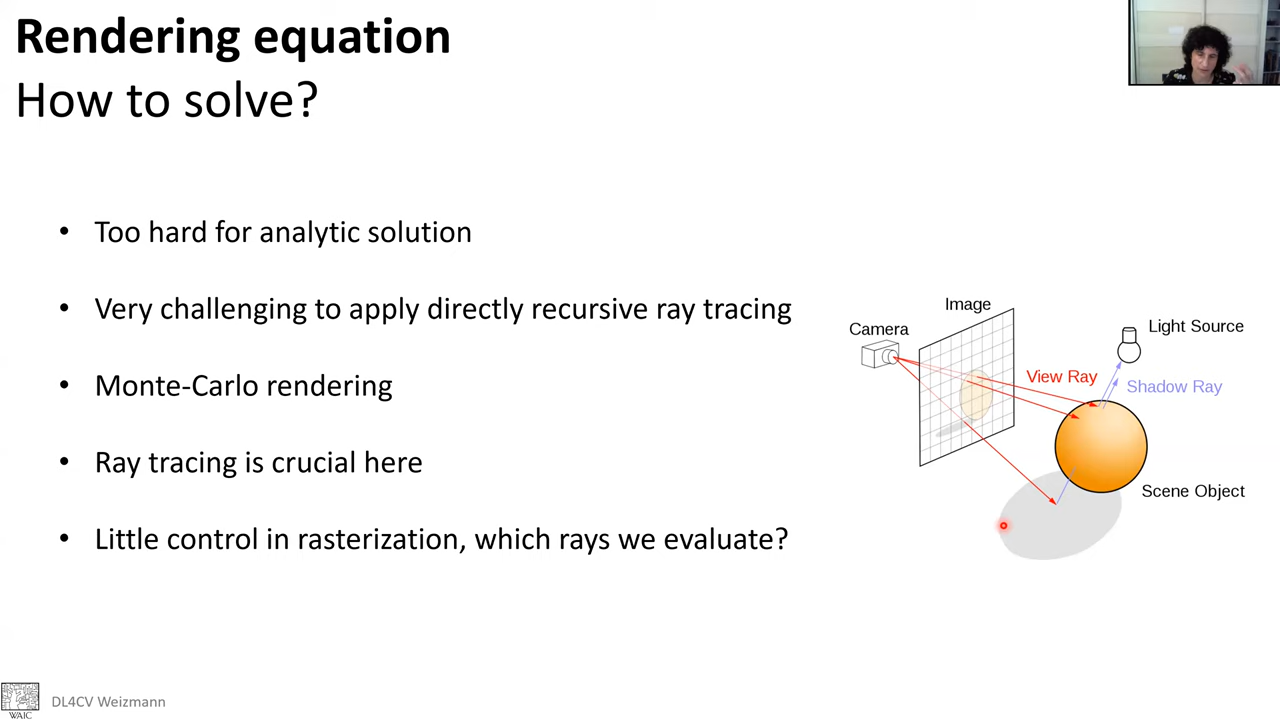 Rendering equation
How to solve?
• Too hard for analytic solution
• Very challenging to apply directly recursive ray tracing
• Monte-Carlo rendering
• Ray tracing is crucial here
• Little control in rasterization, which rays we evaluate?
Image
Camera
Light Source
View Ray
Shadow Ray
Scene Object
WAIC
DL4CV Weizmann